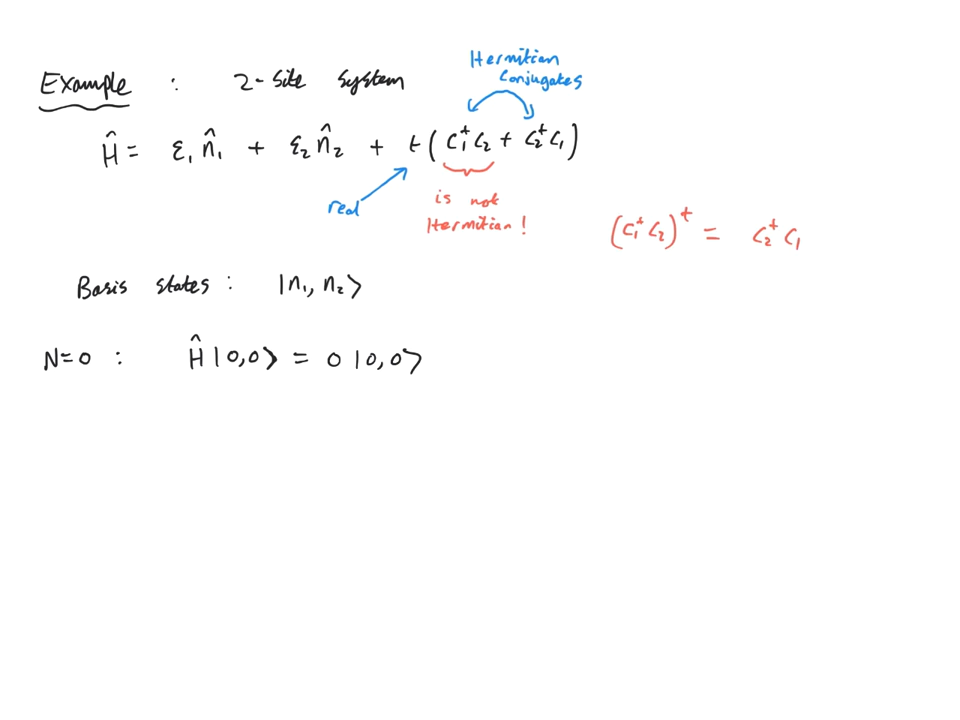 Hermitian
Conjugates
Example : 2-site system
Ĥ = ε₁ n̂₁ + ε₂ n̂₂ + t (c₁† c₂ + c₂† c₁)
real
is not
Hermitian!
(c₁† c₂)† = c₂† c₁
Basis states : |n₁, n₂⟩
N=0 : Ĥ |0,0⟩ = 0 |0,0⟩